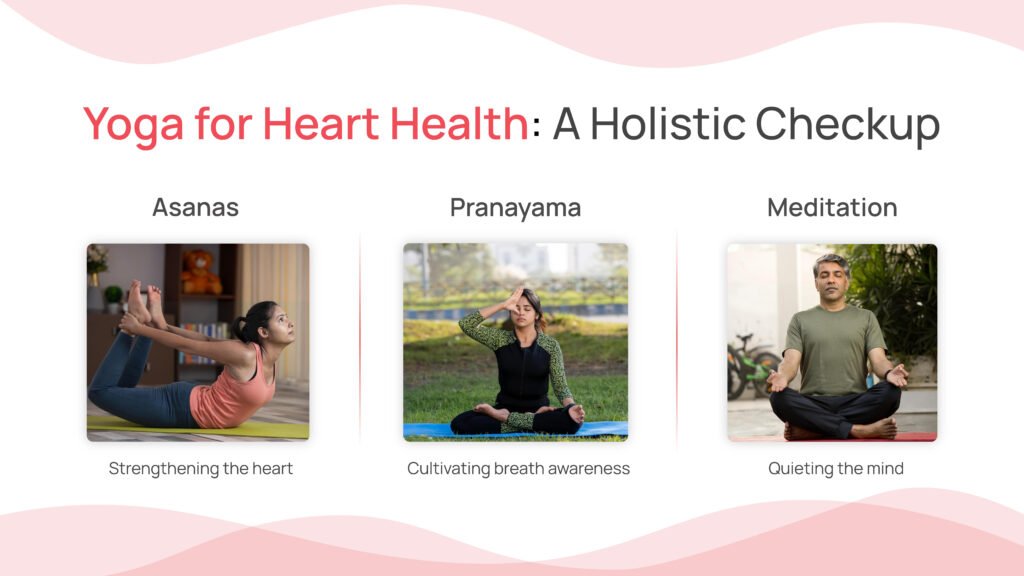 Yoga for Heart Health: A Holistic Checkup
Asanas
Pranayama
Meditation
Strengthening the heart
Cultivating breath awareness
Quieting the mind